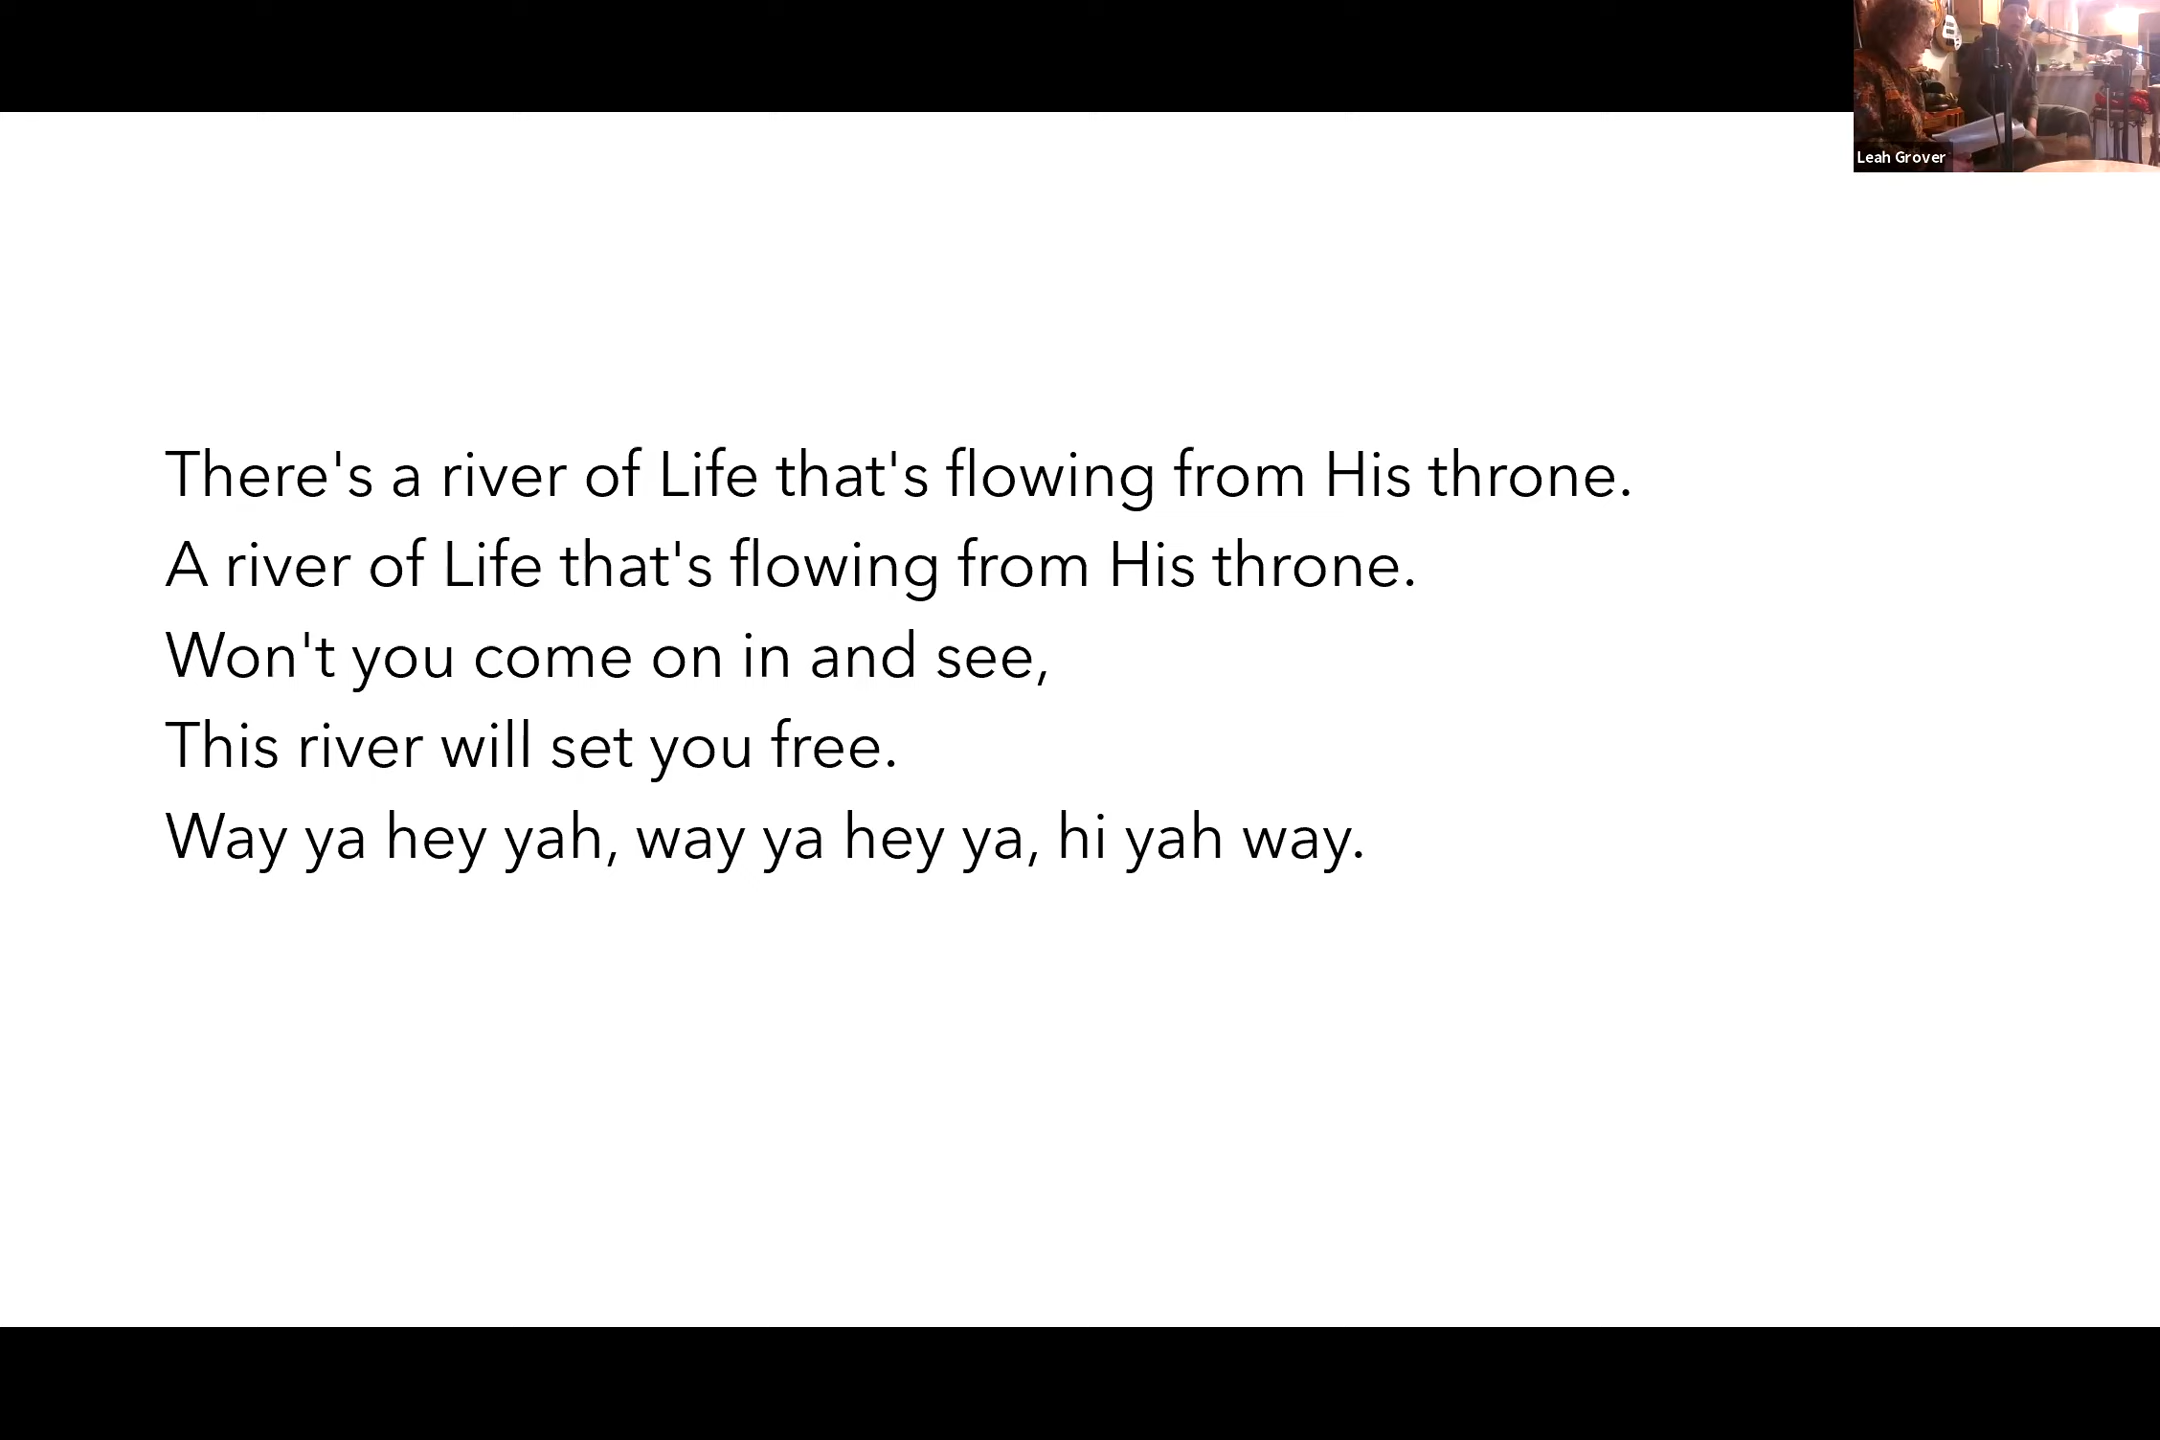 Leah Grover
There's a river of Life that's flowing from His throne.
A river of Life that's flowing from His throne.
Won't you come on in and see,
This river will set you free.
Way ya hey yah, way ya hey ya, hi yah way.